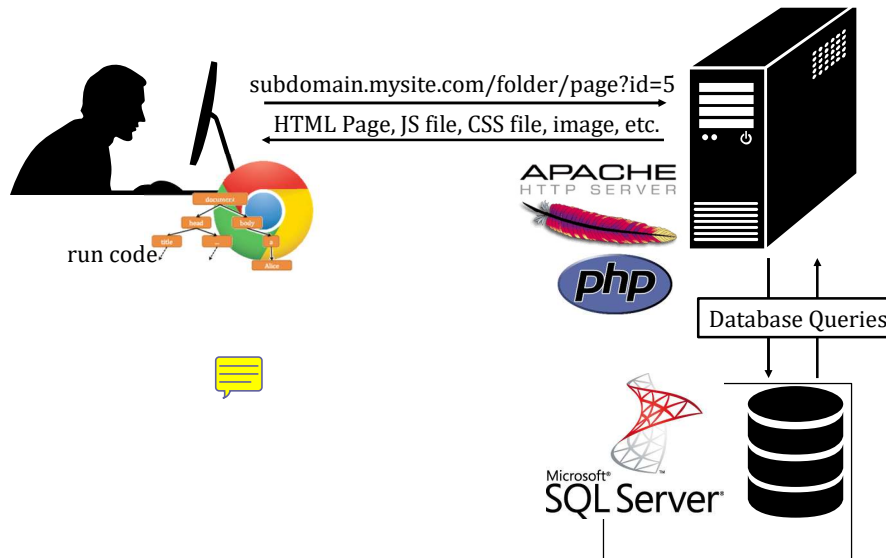 subdomain.mysite.com/folder/page?id=5
HTML Page, JS file, CSS file, image, etc.
APACHE
HTTP SERVER
document
head
body
title
..
a
Alice
run code
php
Database Queries
Microsoft®
SQL Server®
™